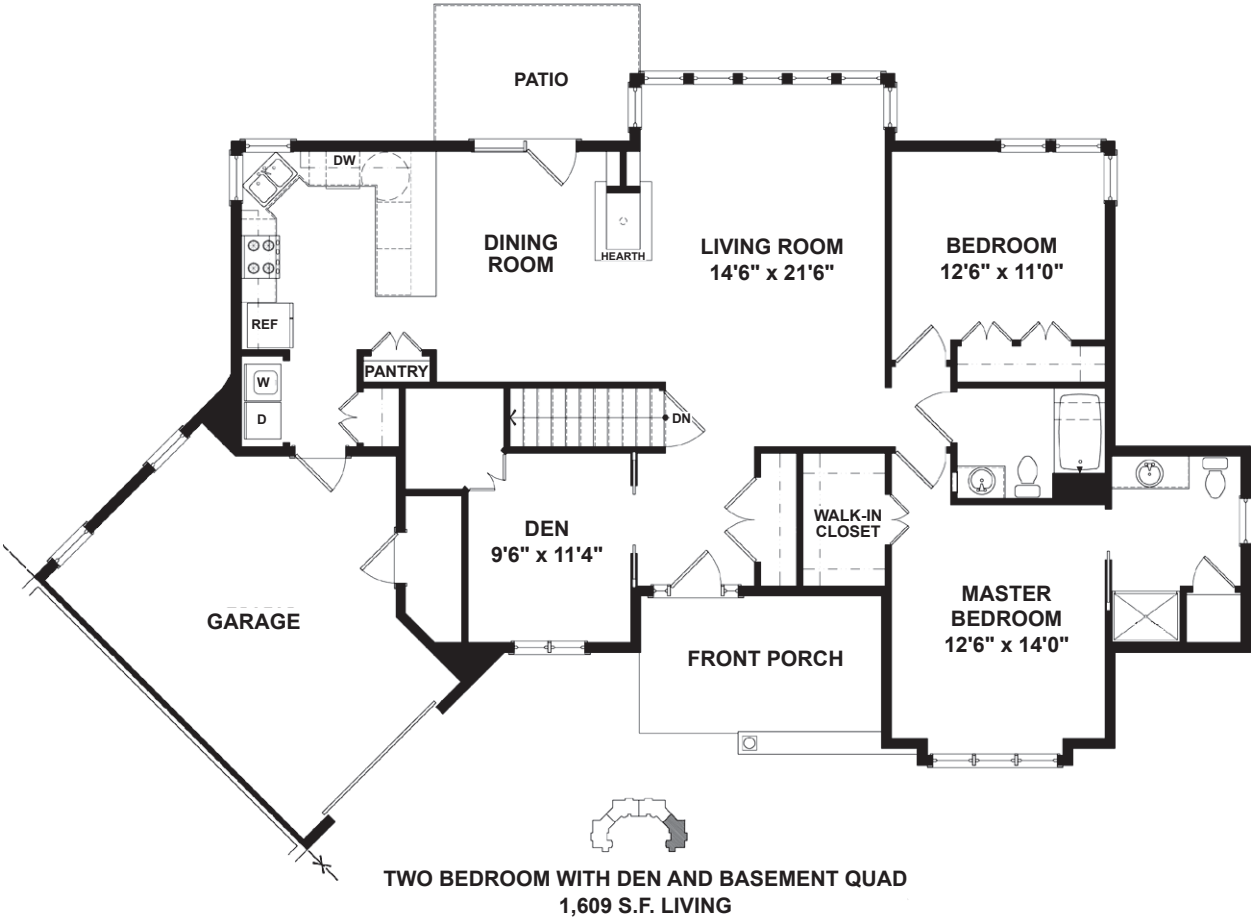 PATIO
DW
DINING
ROOM
HEARTH
LIVING ROOM
14'6" x 21'6"
BEDROOM
12'6" x 11'0"
REF
PANTRY
W
D
DN
WALK-IN
CLOSET
DEN
9'6" x 11'4"
GARAGE
MASTER
BEDROOM
12'6" x 14'0"
FRONT PORCH
TWO BEDROOM WITH DEN AND BASEMENT QUAD
1,609 S.F. LIVING